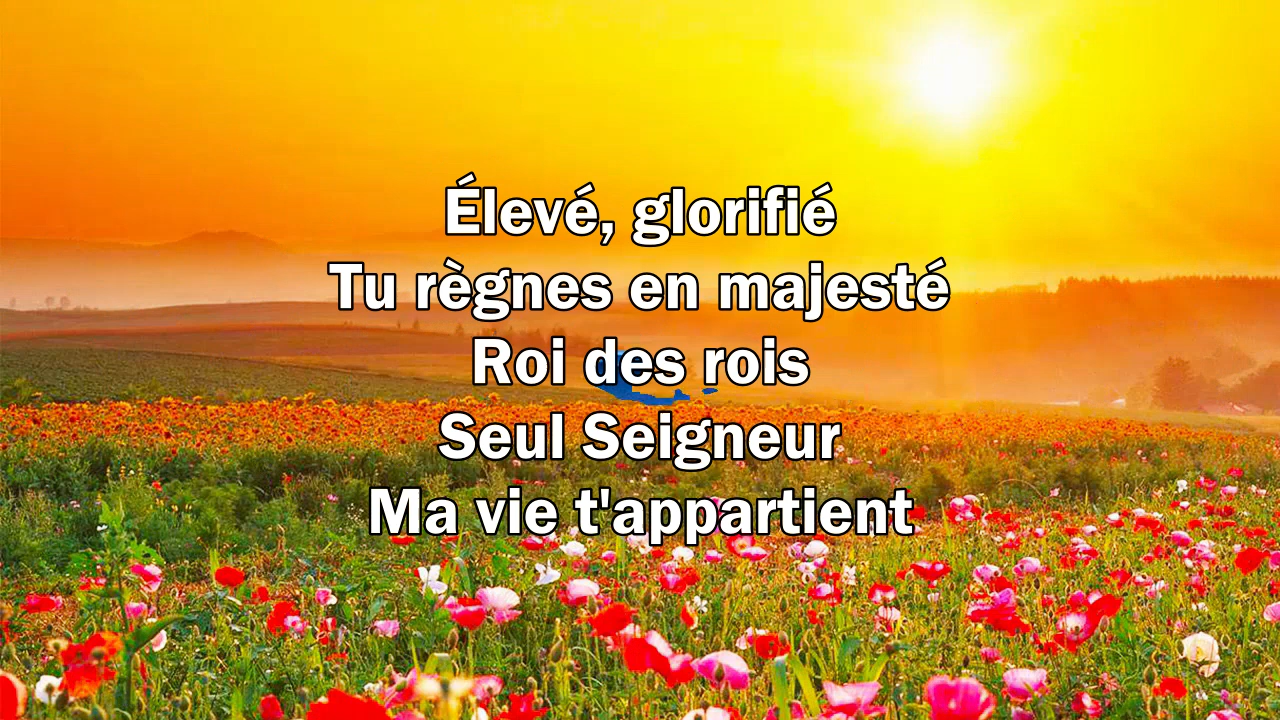 Élevé, glorifié
Tu règnes en majesté
Roi des rois
Seul Seigneur
Ma vie t'appartient